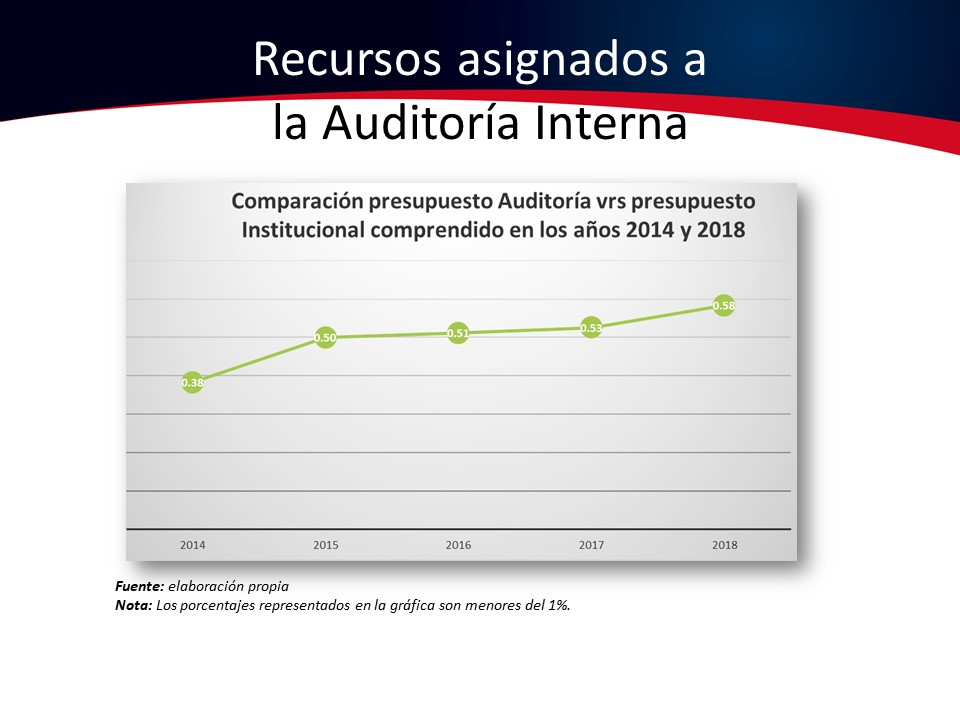 Recursos asignados a
la Auditoría Interna
Comparación presupuesto Auditoría vrs presupuesto
Institucional comprendido en los años 2014 y 2018
0.38
0.50
0.51
0.53
0.58
2014 2015 2016 2017 2018
Fuente: elaboración propia
Nota: Los porcentajes representados en la gráfica son menores del 1%.